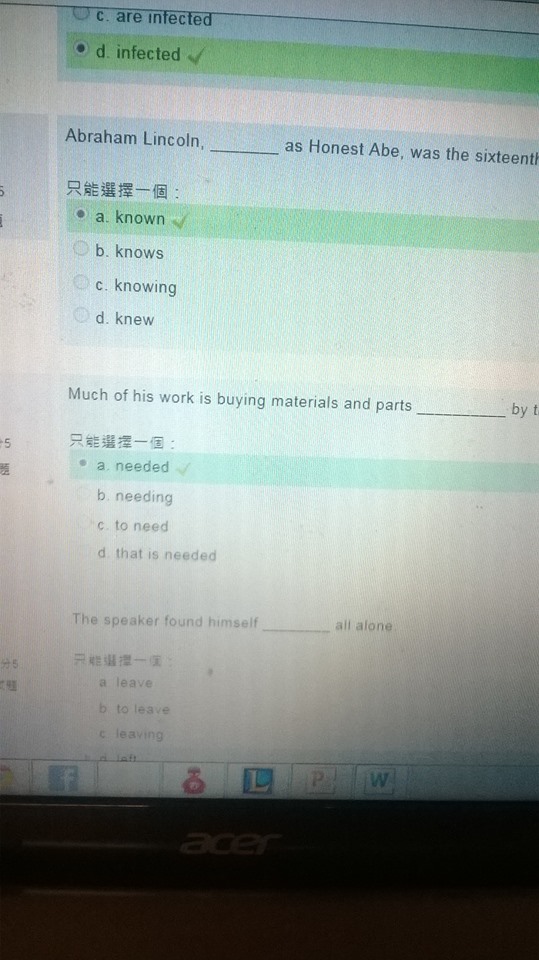 c. are infected
d. infected
Abraham Lincoln, ________ as Honest Abe, was the sixteenth
只能選擇一個：
a. known
b. knows
c. knowing
d. knew
Much of his work is buying materials and parts ___________ by t
5
只能選擇一個：
題
a. needed
b. needing
c. to need
d. that is needed
The speaker found himself ________ all alone.
分5
只能選擇一個：
a. leave
b. to leave
c. leaving
d. left
f
L
P
W
acer